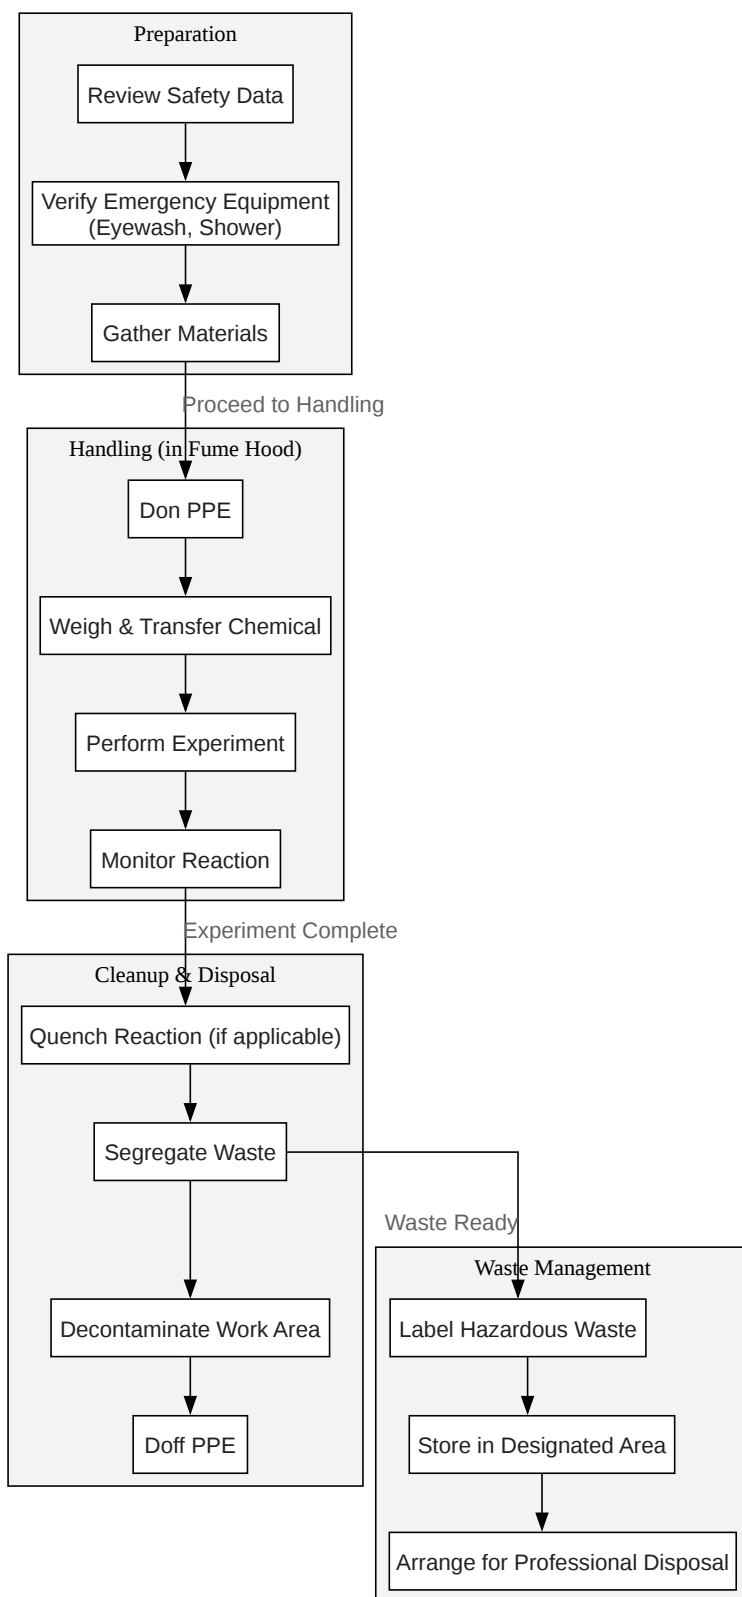 Preparation
Review Safety Data
Verify Emergency Equipment
(Eyewash, Shower)
Gather Materials
Proceed to Handling
Handling (in Fume Hood)
Don PPE
Weigh & Transfer Chemical
Perform Experiment
Monitor Reaction
Experiment Complete
Cleanup & Disposal
Quench Reaction (if applicable)
Segregate Waste
Waste Ready
Waste Management
Decontaminate Work Area
Label Hazardous Waste
Doff PPE
Store in Designated Area
Arrange for Professional Disposal